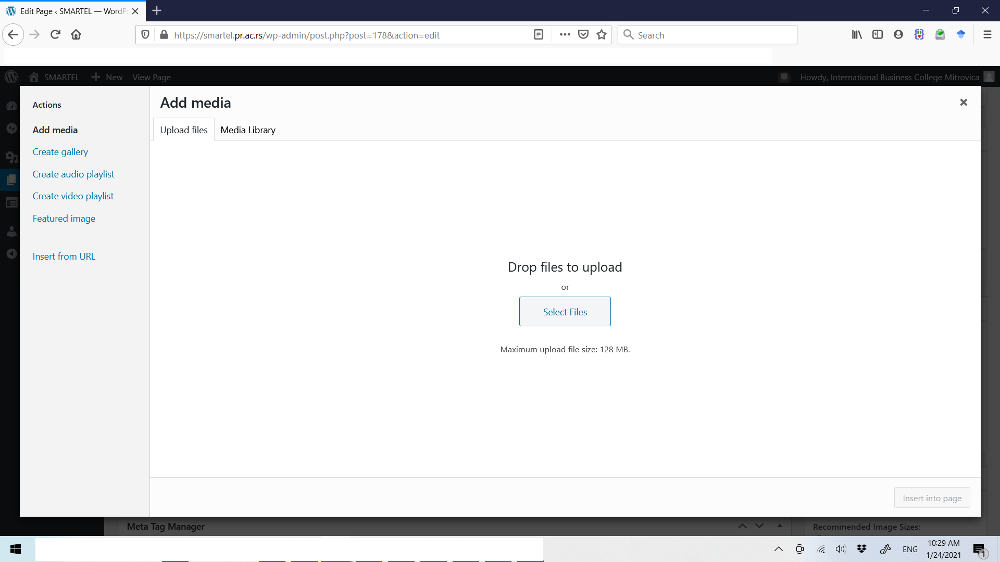 Edit Page ‹ SMARTEL — WordP
https://smartel.pr.ac.rs/wp-admin/post.php?post=178&action=edit
Search
SMARTEL
New
View Page
Howdy, International Business College Mitrovica
Actions
Add media
Create gallery
Create audio playlist
Create video playlist
Featured image
Insert from URL
Add media
Upload files
Media Library
Drop files to upload
or
Select Files
Maximum upload file size: 128 MB.
Insert into page
Meta Tag Manager
Recommended Image Sizes:
ENG
10:29 AM
1/24/2021
1